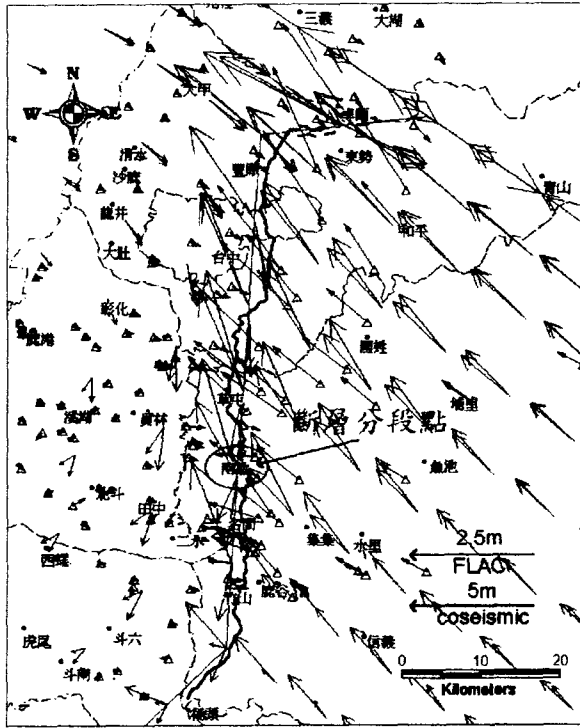 三義
大湖
N
大甲
W
S
東勢
清水
豐原
沙鹿
雪山
龍井
和平
大肚
台中
彰化
鹿港
國姓
草屯
埔里
溪湖
員林
斷層分段點
魚池
北斗
田中
二水
集集
水里
西螺
2.5m
FLAC
鹿谷
5m
coseismic
虎尾
斗六
信義
斗南
0 10 20
Kilometers